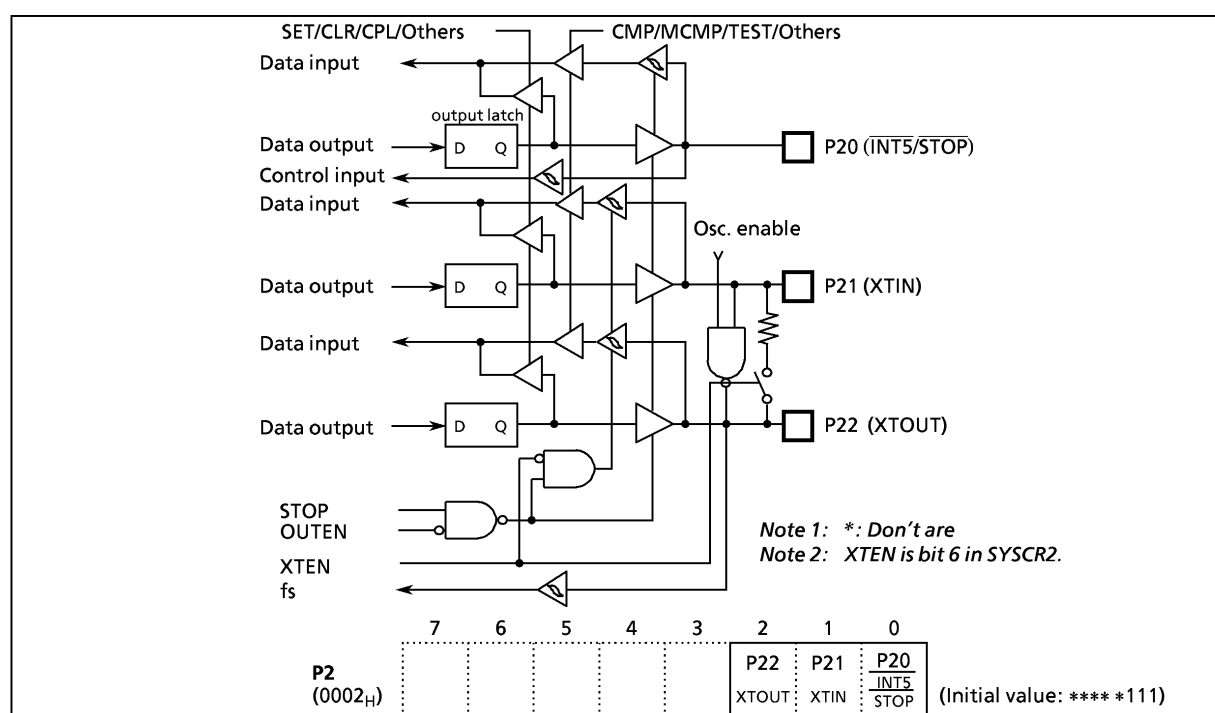 SET/CLR/CPL/Others CMP/MCMP/TEST/Others
Data input
output latch
Data output D Q P20 (INT5/STOP)
Control input
Data input
Osc. enable
Data output D Q P21 (XTIN)
Data input
Data output D Q P22 (XTOUT)
STOP
OUTEN
Note 1: *: Don't are
Note 2: XTEN is bit 6 in SYSCR2.
XTEN
fs
7 6 5 4 3 2 1 0
P2
(0002H)
P22 P21 P20
XTOUT XTIN INT5
STOP
(Initial value: **** *111)